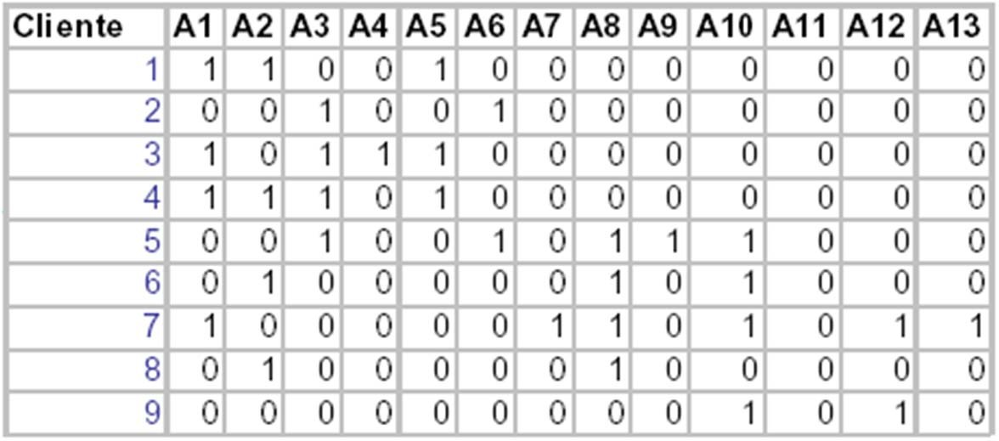 Cliente A1 A2 A3 A4 A5 A6 A7 A8 A9 A10 A11 A12 A13
1 1 1 0 0 1 0 0 0 0 0 0 0 0
2 0 0 1 0 0 1 0 0 0 0 0 0 0
3 1 0 1 1 1 0 0 0 0 0 0 0 0
4 1 1 1 0 1 0 0 0 0 0 0 0 0
5 0 0 1 0 0 1 0 1 1 1 0 0 0
6 0 1 0 0 0 0 0 1 0 1 0 0 0
7 1 0 0 0 0 0 1 1 0 1 0 1 1
8 0 1 0 0 0 0 0 1 0 0 0 0 0
9 0 0 0 0 0 0 0 0 0 1 0 1 0